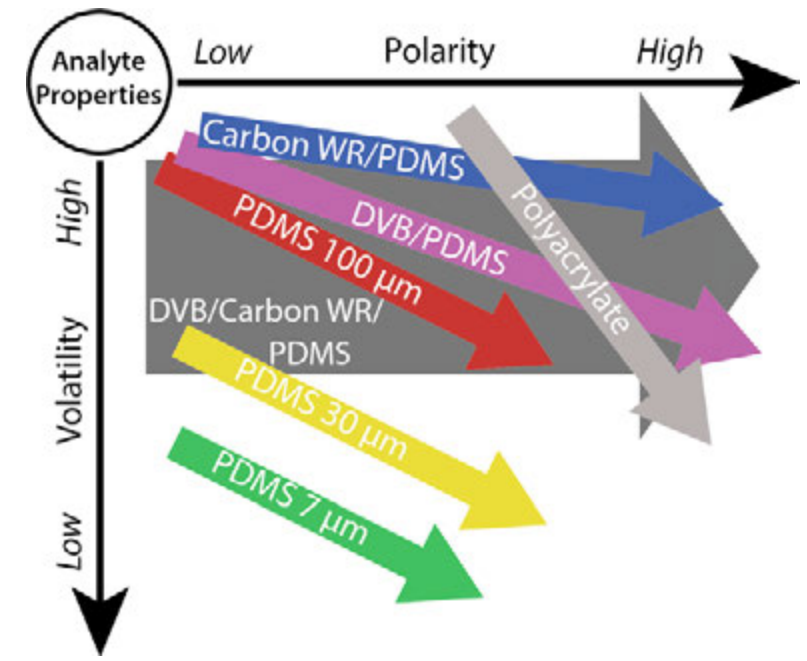 Analyte
Properties
Low
Polarity
High
High
Volatility
Low
Carbon WR/PDMS
DVB/PDMS
Polyacrylate
PDMS 100 µm
DVB/Carbon WR/
PDMS
PDMS 30 µm
PDMS 7 µm